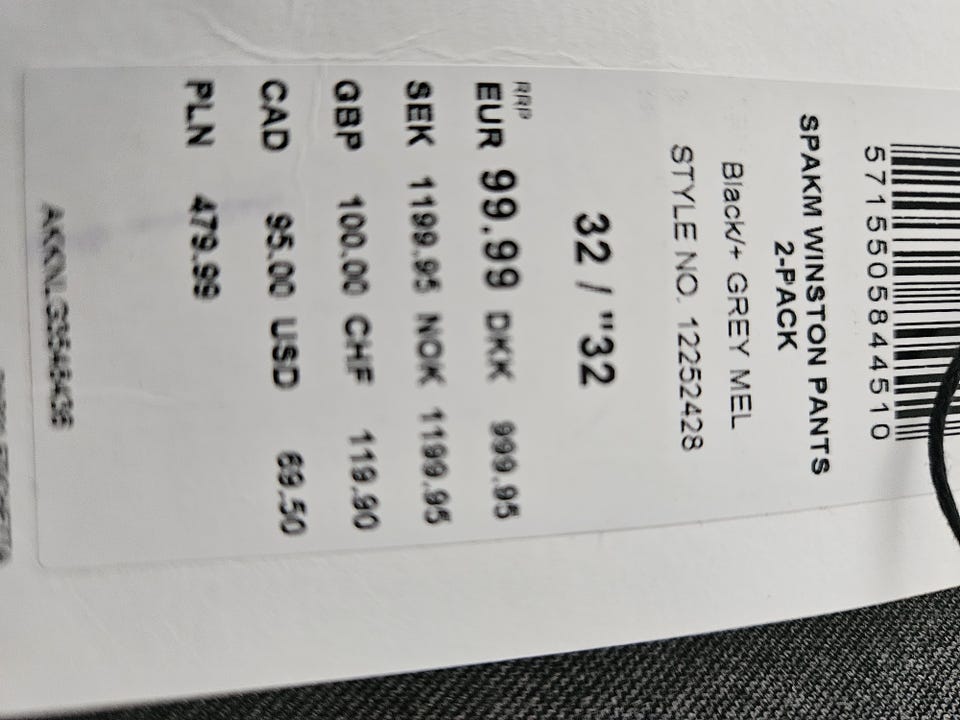 5715505844510
SPAKM WINSTON PANTS
2-PACK
Black/+ GREY MEL
STYLE NO. 12252428
32 / "32
RRP
EUR 99.99 DKK 999.95
SEK 1199.95 NOK 1199.95
GBP 100.00 CHF 119.90
CAD 95.00 USD 69.50
PLN 479.99